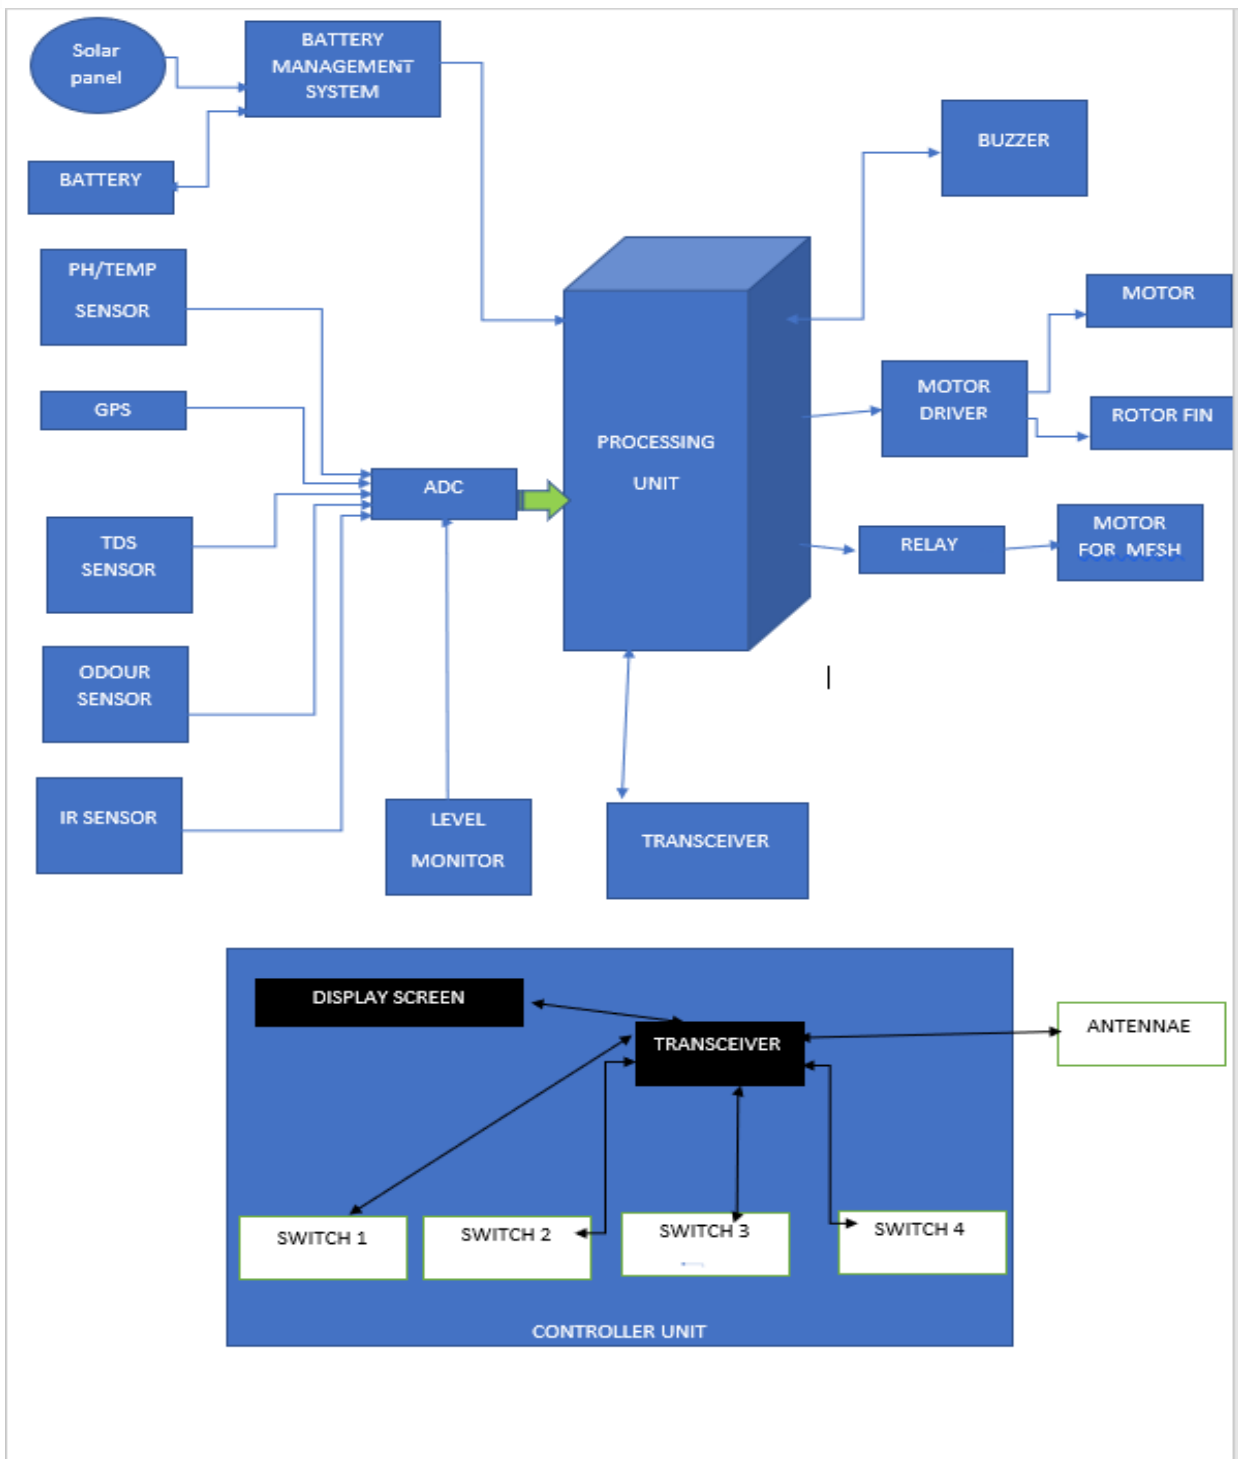 Solar
panel
BATTERY
MANAGEMENT
SYSTEM
BATTERY
BUZZER
PH/TEMP
SENSOR
MOTOR
GPS
MOTOR
DRIVER
ROTOR FIN
PROCESSING
UNIT
ADC
TDS
SENSOR
RELAY
MOTOR
FOR MESH
ODOUR
SENSOR
IR SENSOR
LEVEL
MONITOR
TRANSCEIVER
DISPLAY SCREEN
TRANSCEIVER
ANTENNAE
SWITCH 1
SWITCH 2
SWITCH 3
SWITCH 4
CONTROLLER UNIT